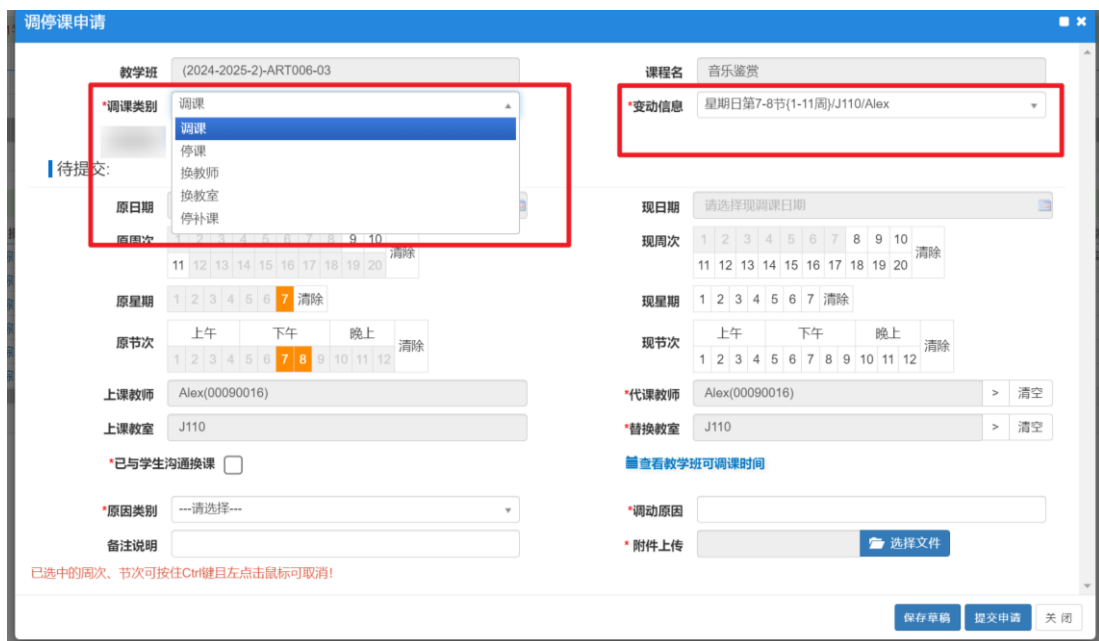 调停课申请
教学班 (2024-2025-2)-ART006-03 课程名 音乐鉴赏
*调课类别 调课 *变动信息 星期日第7-8节{1-11周}/J110/Alex
调课
停课
换教师
换教室
停补课
待提交:
原日期 现日期 请选择现调课日期
原周次 1 2 3 4 5 6 7 8 9 10 清除 现周次 1 2 3 4 5 6 7 8 9 10 清除
11 12 13 14 15 16 17 18 19 20 11 12 13 14 15 16 17 18 19 20
原星期 1 2 3 4 5 6 7 清除 现星期 1 2 3 4 5 6 7 清除
原节次 上午 下午 晚上 清除 现节次 上午 下午 晚上 清除
1 2 3 4 5 6 7 8 9 10 11 12 1 2 3 4 5 6 7 8 9 10 11 12
上课教师 Alex(00090016) *代课教师 Alex(00090016) > 清空
上课教室 J110 *替换教室 J110 > 清空
*已与学生沟通换课 查看教学班可调课时间
*原因类别 ---请选择--- *调动原因
备注说明 * 附件上传 选择文件
已选中的周次、节次可按住Ctrl键且左点击鼠标可取消!
保存草稿 提交申请 关 闭